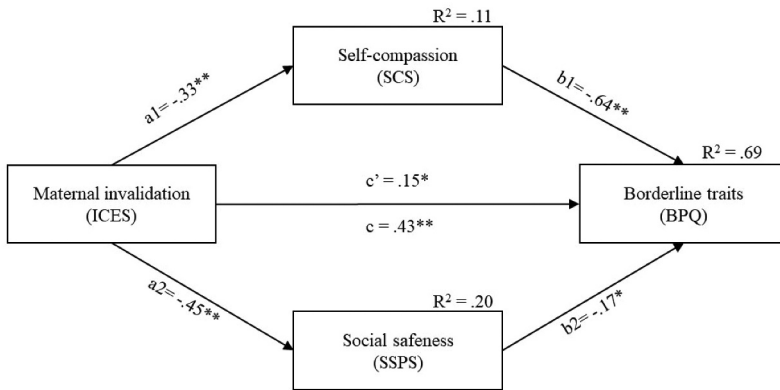 R² = .11
Self-compassion
(SCS)
a1= -.33**
b1= -.64**
R² = .69
Maternal invalidation
(ICES)
c’ = .15*
c = .43**
Borderline traits
(BPQ)
a2= -.45**
R² = .20
b2= -.17*
Social safeness
(SSPS)